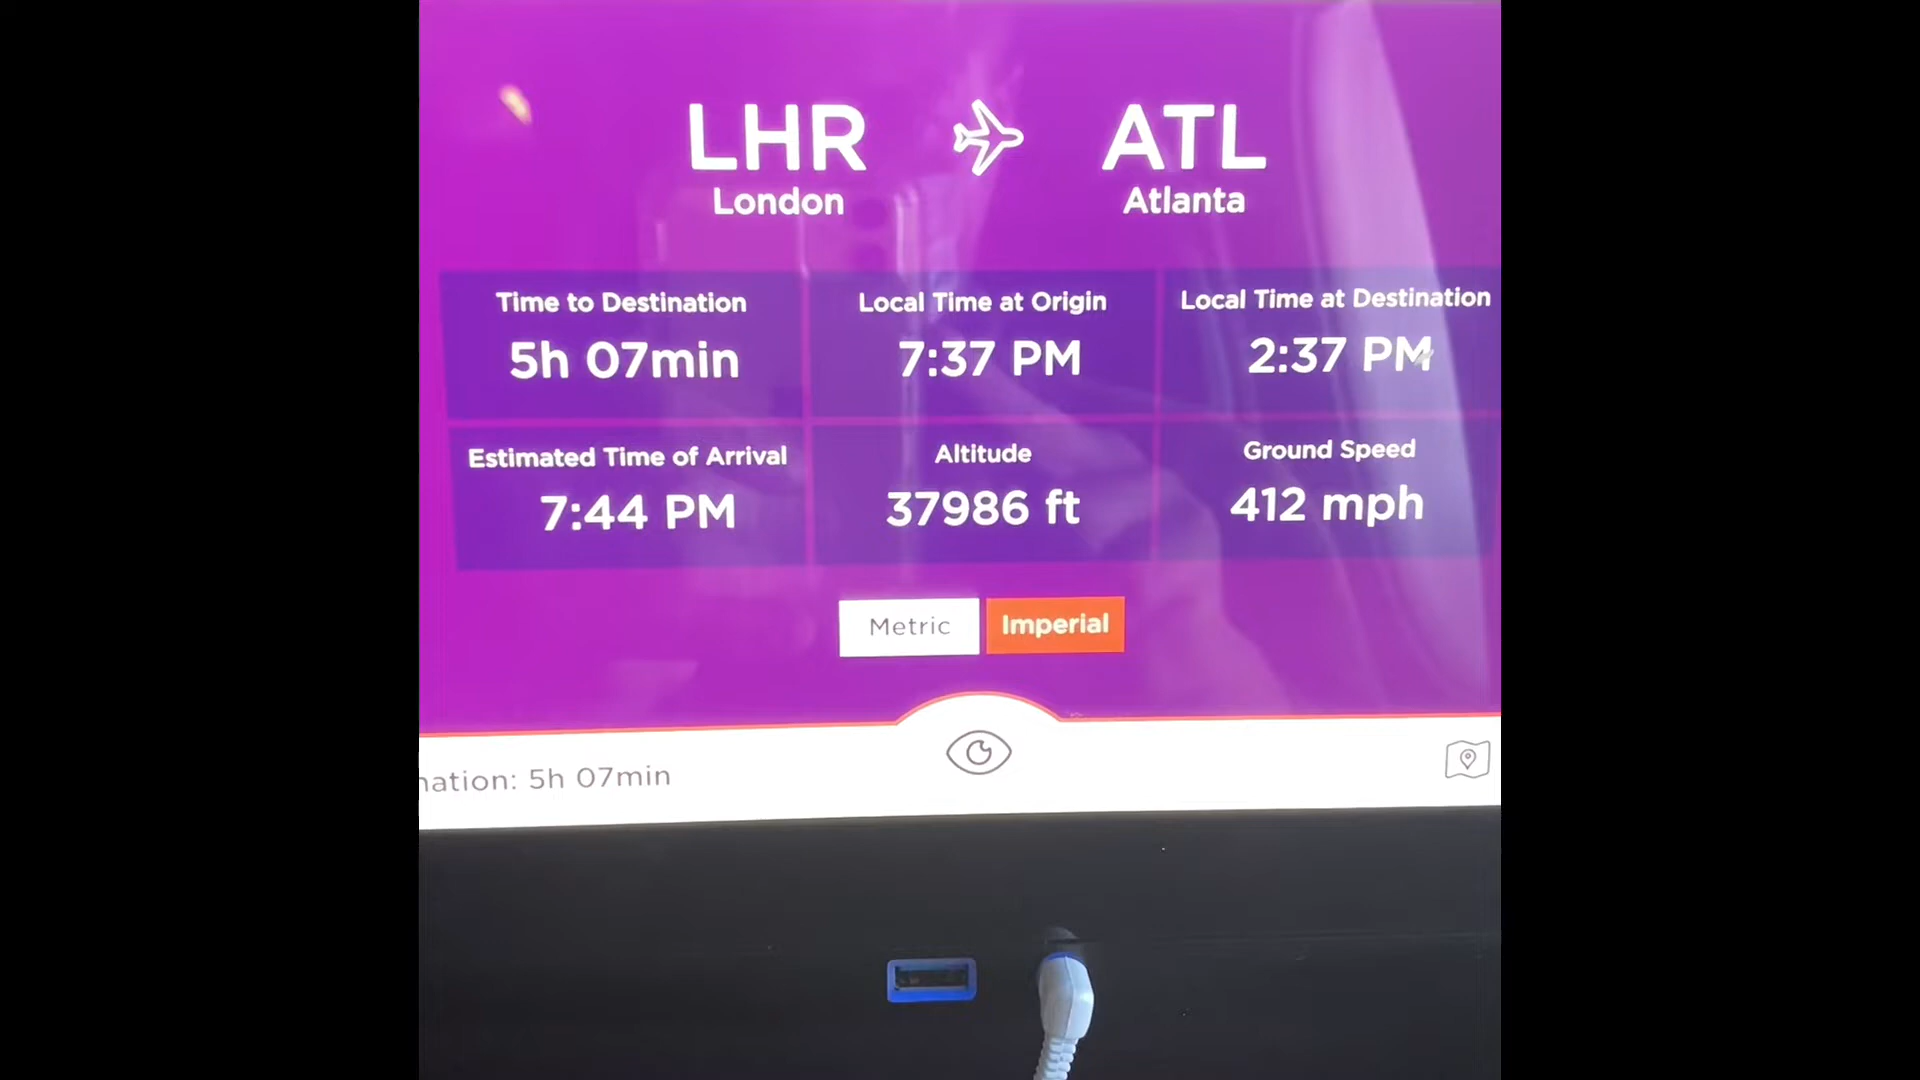 LHR ATL
London Atlanta
Time to Destination
5h 07min
Local Time at Origin
7:37 PM
Local Time at Destination
2:37 PM
Estimated Time of Arrival
7:44 PM
Altitude
37986 ft
Ground Speed
412 mph
Metric Imperial
nation: 5h 07min